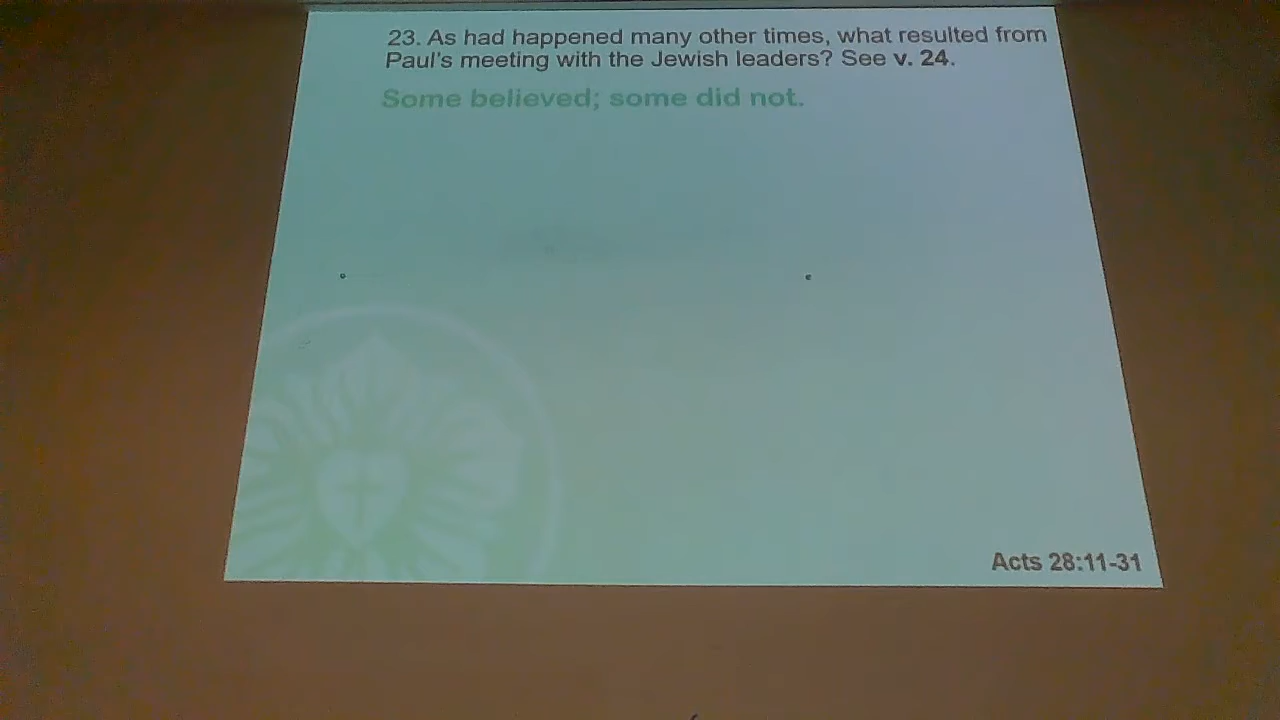 23. As had happened many other times, what resulted from
Paul's meeting with the Jewish leaders? See v. 24.
Some believed; some did not.
Acts 28:11-31